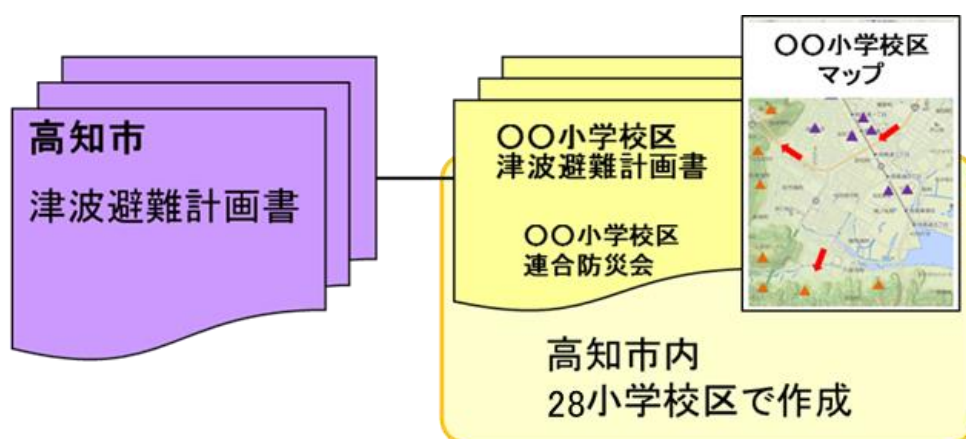 高知市
津波避難計画書
〇〇小学校区
津波避難計画書
〇〇小学校区
連合防災会
〇〇小学校区
マップ
高知市内
28小学校区で作成